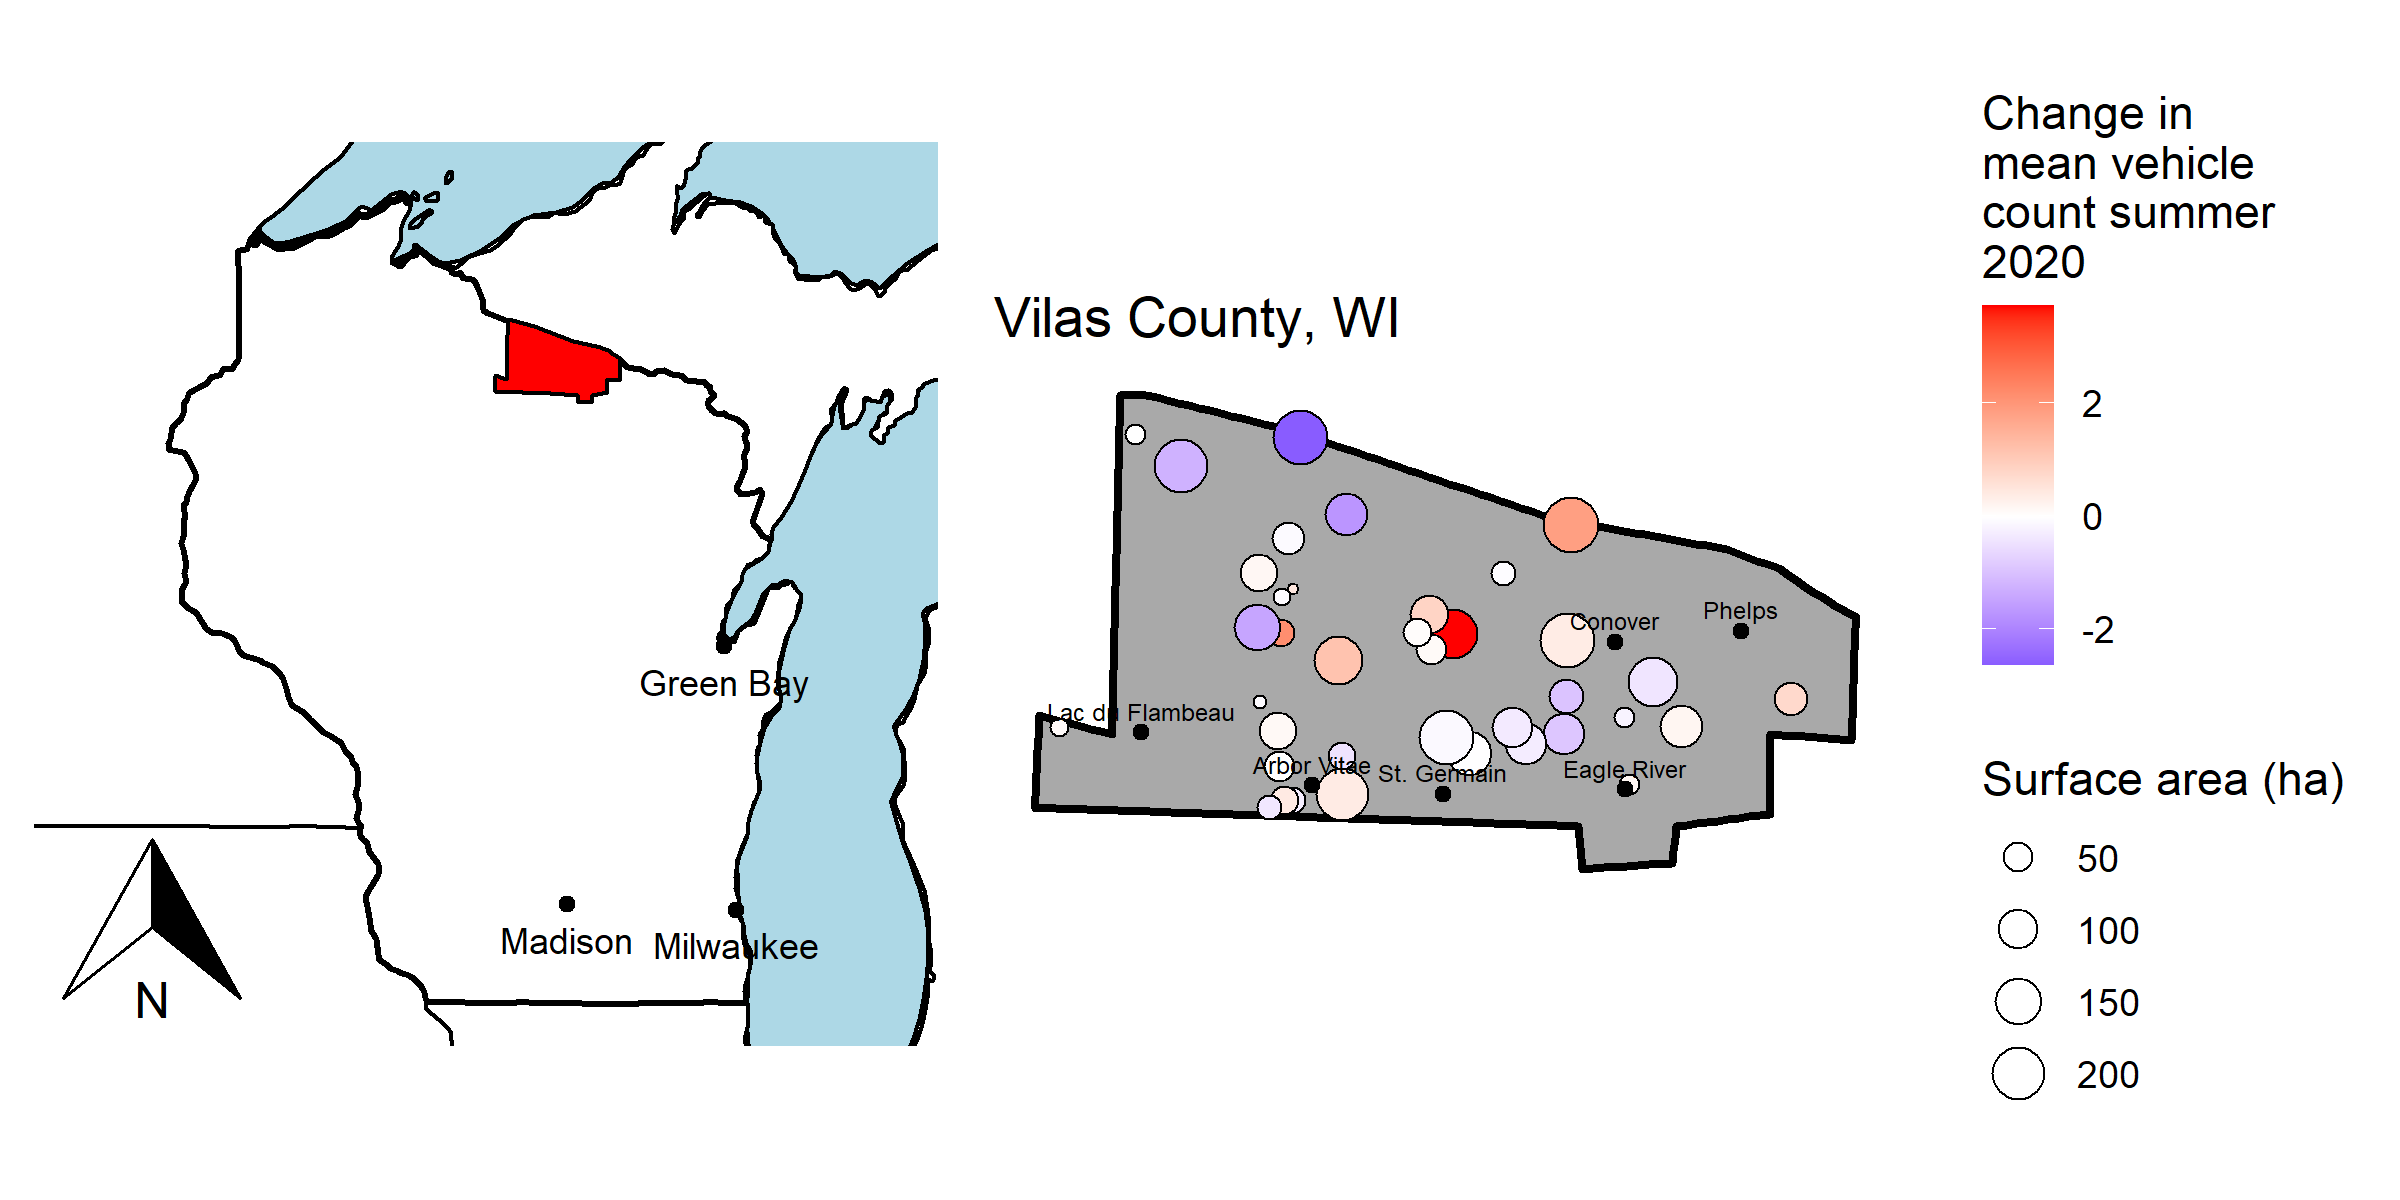 Green Bay
Madison
Milwaukee
N
Vilas County, WI
Conover
Phelps
Lac du Flambeau
Arbor Vitae
St. Germain
Eagle River
Change in
mean vehicle
count summer
2020
2
0
-2
Surface area (ha)
50
100
150
200